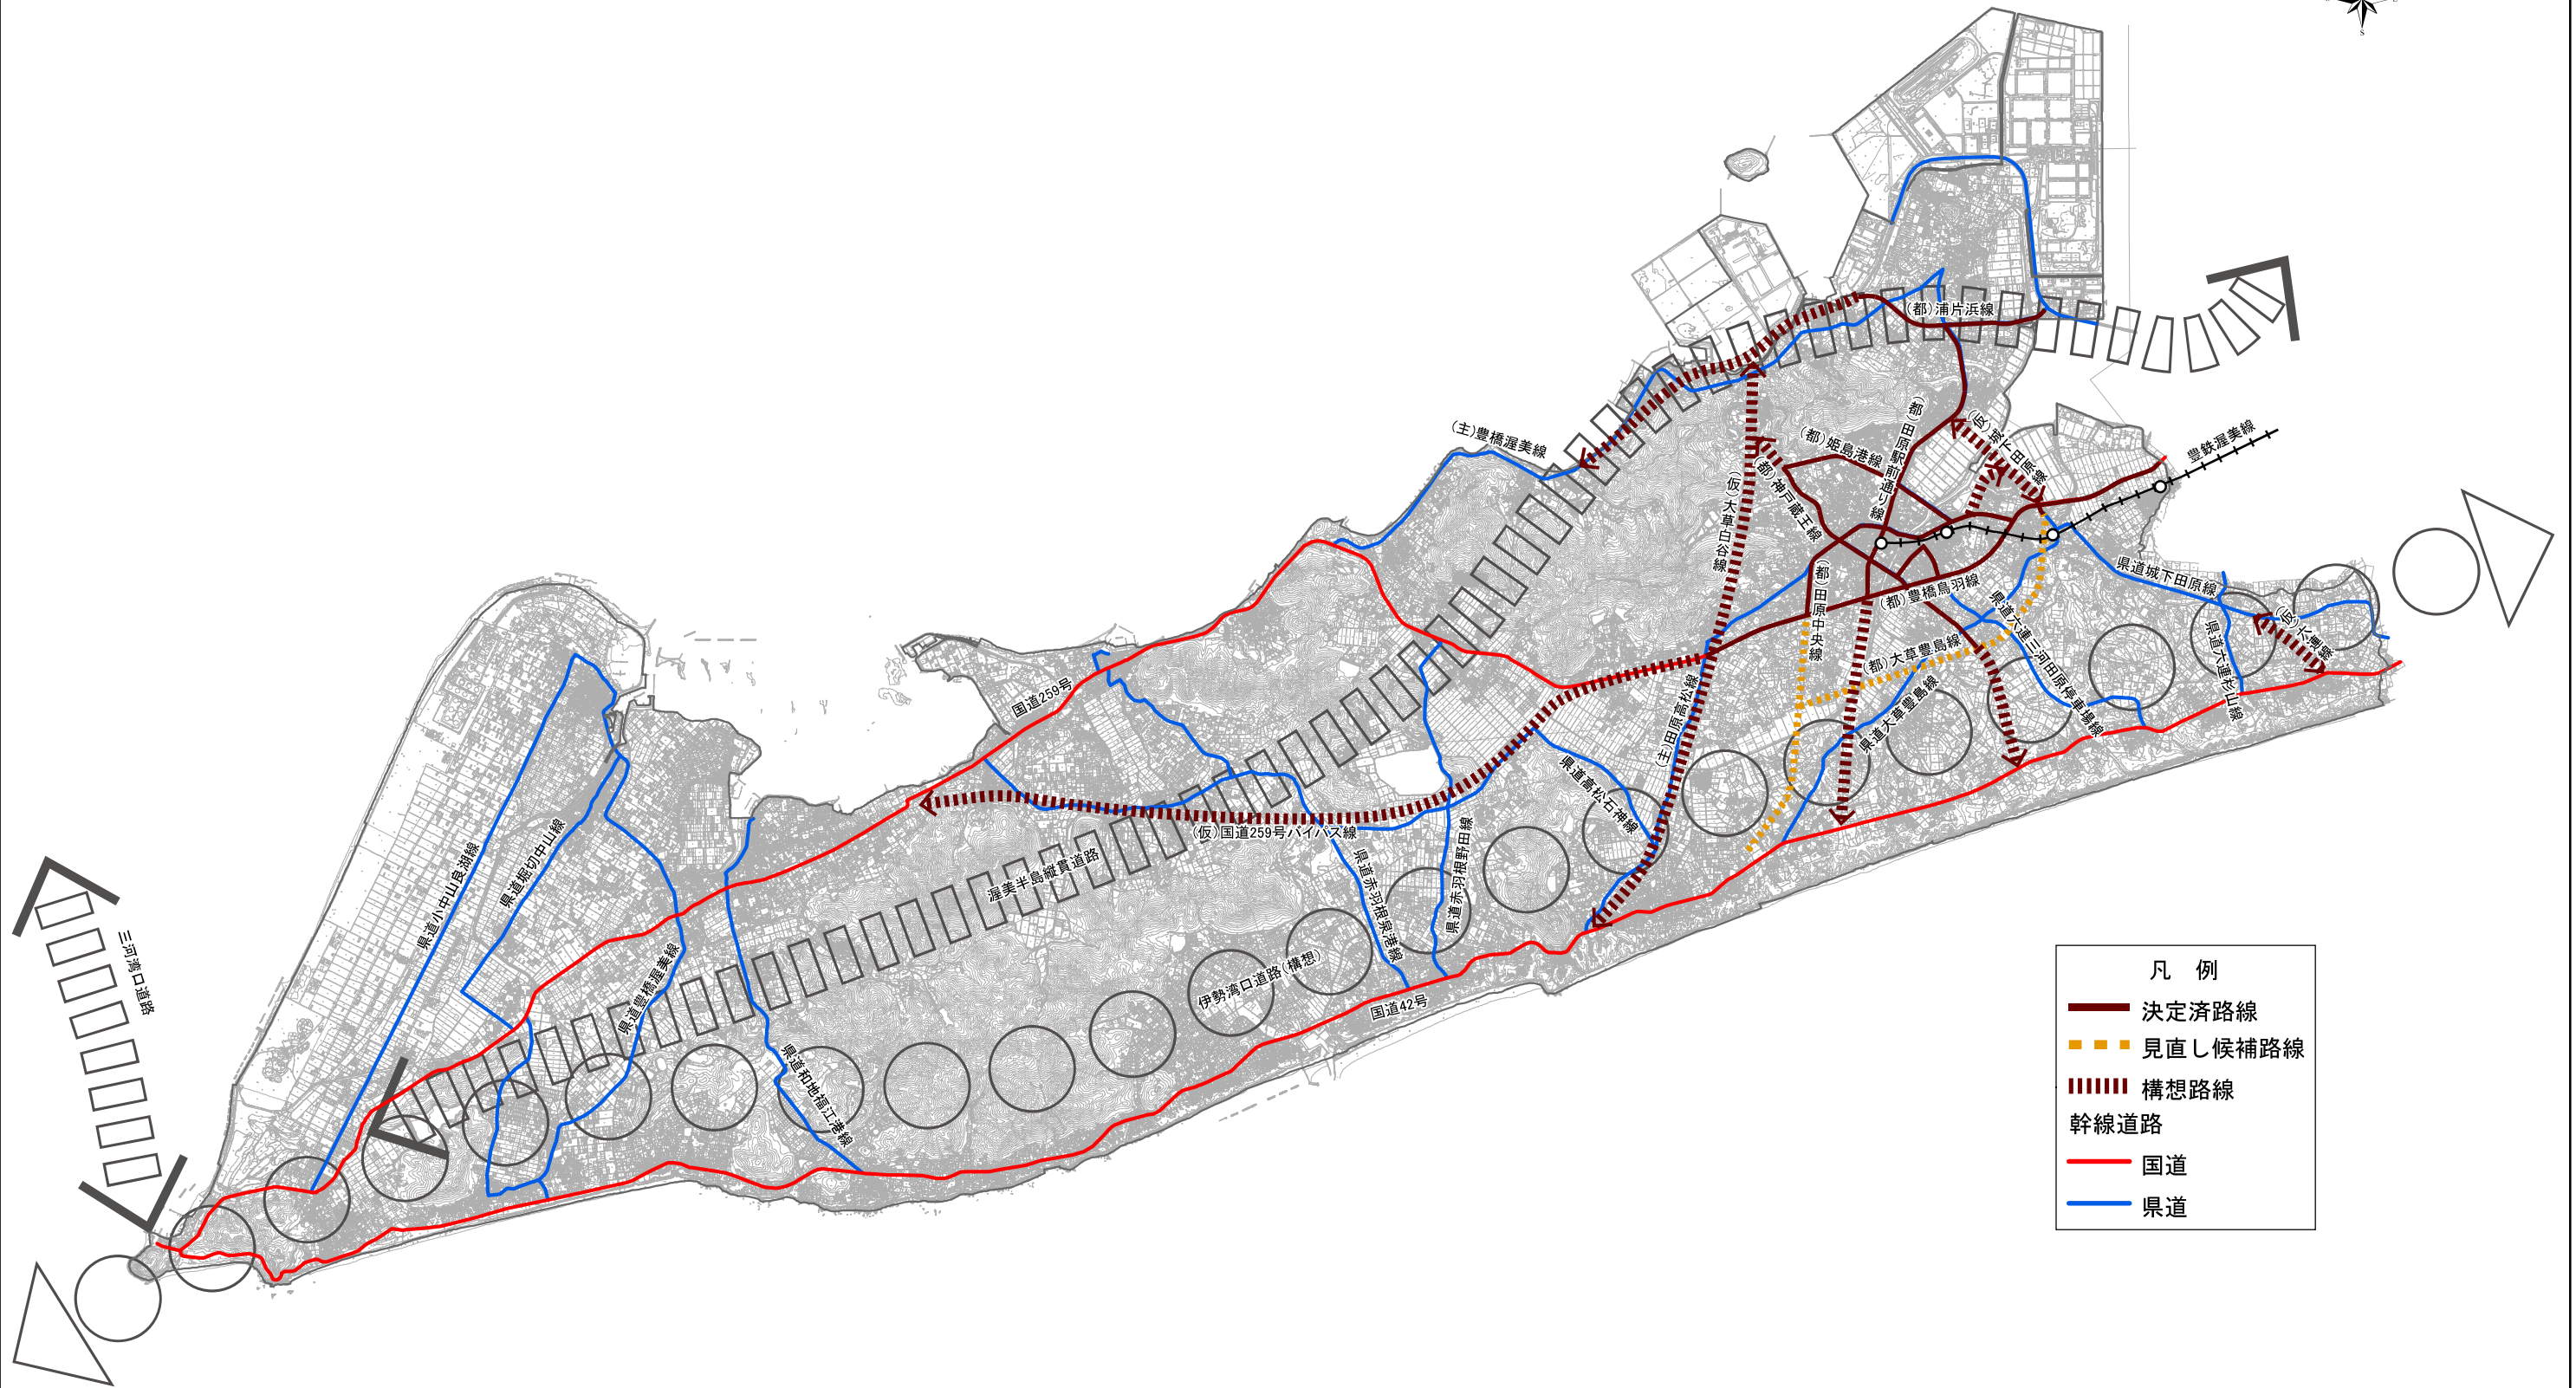 S
(都)浦片浜線
(主)豊橋渥美線
(都)姫島港線
(都)田原駅前通り線
(仮)城下田原線
豊鉄渥美線
(都)神戸蔵王線
(仮)大草白谷線
県道城下田原線
(都)豊橋鳥羽線
(都)田原中央線
県道六連三河田原停車場線
(仮)六連線
県道六連杉山線
(都)大草豊島線
県道大草豊島線
国道259号
(主)田原高松線
県道高松石神線
(仮)国道259号バイパス線
県道赤羽根野田線
県道赤羽根泉港線
渥美半島縦貫道路
県道堀切中山線
県道小中山良湖線
三河湾口道路
県道豊橋渥美線
伊勢湾口道路(構想)
国道42号
県道和地福江港線
凡 例
決定済路線
見直し候補路線
構想路線
幹線道路
国道
県道